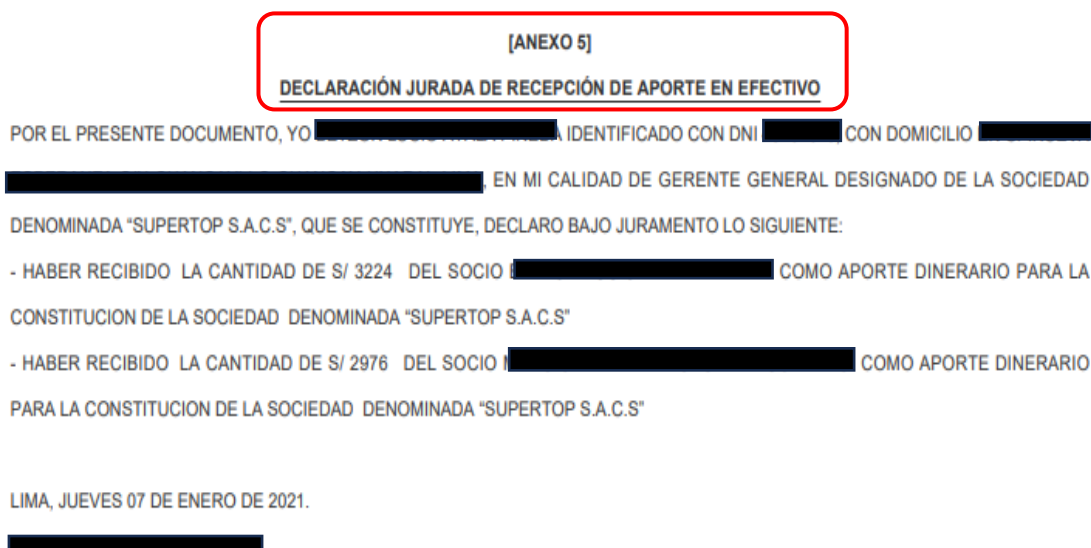 [ANEXO 5]
DECLARACIÓN JURADA DE RECEPCIÓN DE APORTE EN EFECTIVO
POR EL PRESENTE DOCUMENTO, YO IDENTIFICADO CON DNI , CON DOMICILIO
, EN MI CALIDAD DE GERENTE GENERAL DESIGNADO DE LA SOCIEDAD
DENOMINADA “SUPERTOP S.A.C.S”, QUE SE CONSTITUYE, DECLARO BAJO JURAMENTO LO SIGUIENTE:
- HABER RECIBIDO LA CANTIDAD DE S/ 3224 DEL SOCIO COMO APORTE DINERARIO PARA LA
CONSTITUCION DE LA SOCIEDAD DENOMINADA “SUPERTOP S.A.C.S”
- HABER RECIBIDO LA CANTIDAD DE S/ 2976 DEL SOCIO COMO APORTE DINERARIO
PARA LA CONSTITUCION DE LA SOCIEDAD DENOMINADA “SUPERTOP S.A.C.S”
LIMA, JUEVES 07 DE ENERO DE 2021.